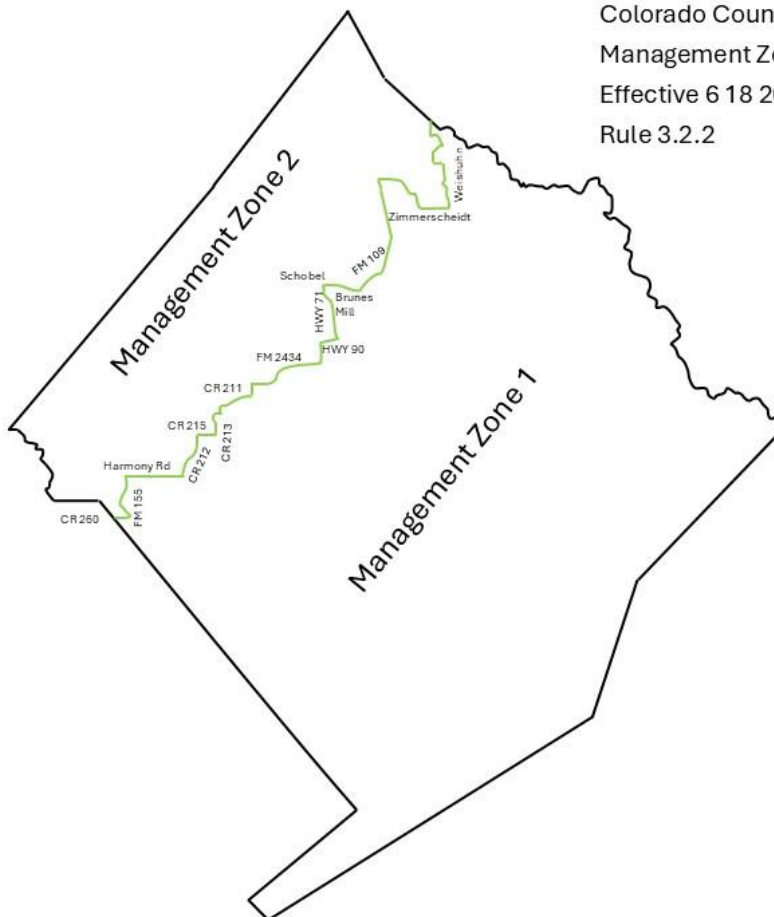 Colorado Coun
Management Zo
Effective 6 18 2
Rule 3.2.2
Management Zone 2
Weishuhn
Zimmerscheidt
FM 109
Schobel
Brunes
Mill
HWY 71
HWY 90
FM 2434
CR 211
CR 215
CR 213
CR 212
Harmony Rd
FM 155
CR 260
Management Zone 1